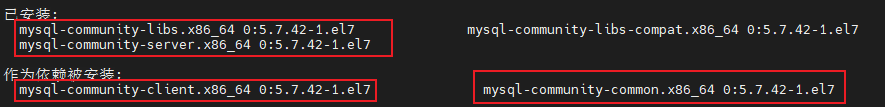 已安装:
mysql-community-libs.x86_64 0:5.7.42-1.el7 mysql-community-libs-compat.x86_64 0:5.7.42-1.el7
mysql-community-server.x86_64 0:5.7.42-1.el7
作为依赖被安装:
mysql-community-client.x86_64 0:5.7.42-1.el7 mysql-community-common.x86_64 0:5.7.42-1.el7